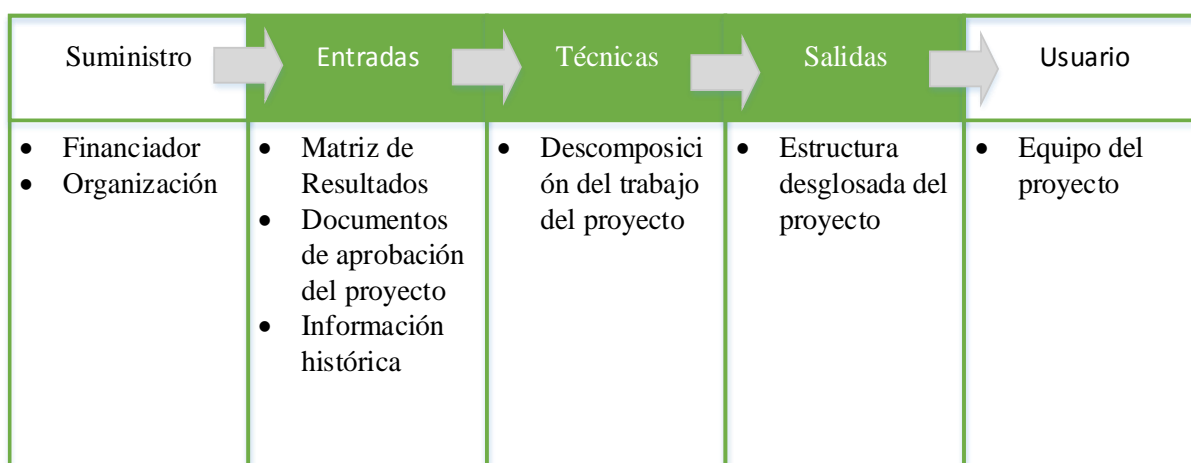 Suministro
Entradas
Técnicas
Salidas
Usuario
• Financiador
• Organización
• Matriz de
Resultados
• Documentos
de aprobación
del proyecto
• Información
histórica
• Descomposici
ón del trabajo
del proyecto
• Estructura
desglosada del
proyecto
• Equipo del
proyecto